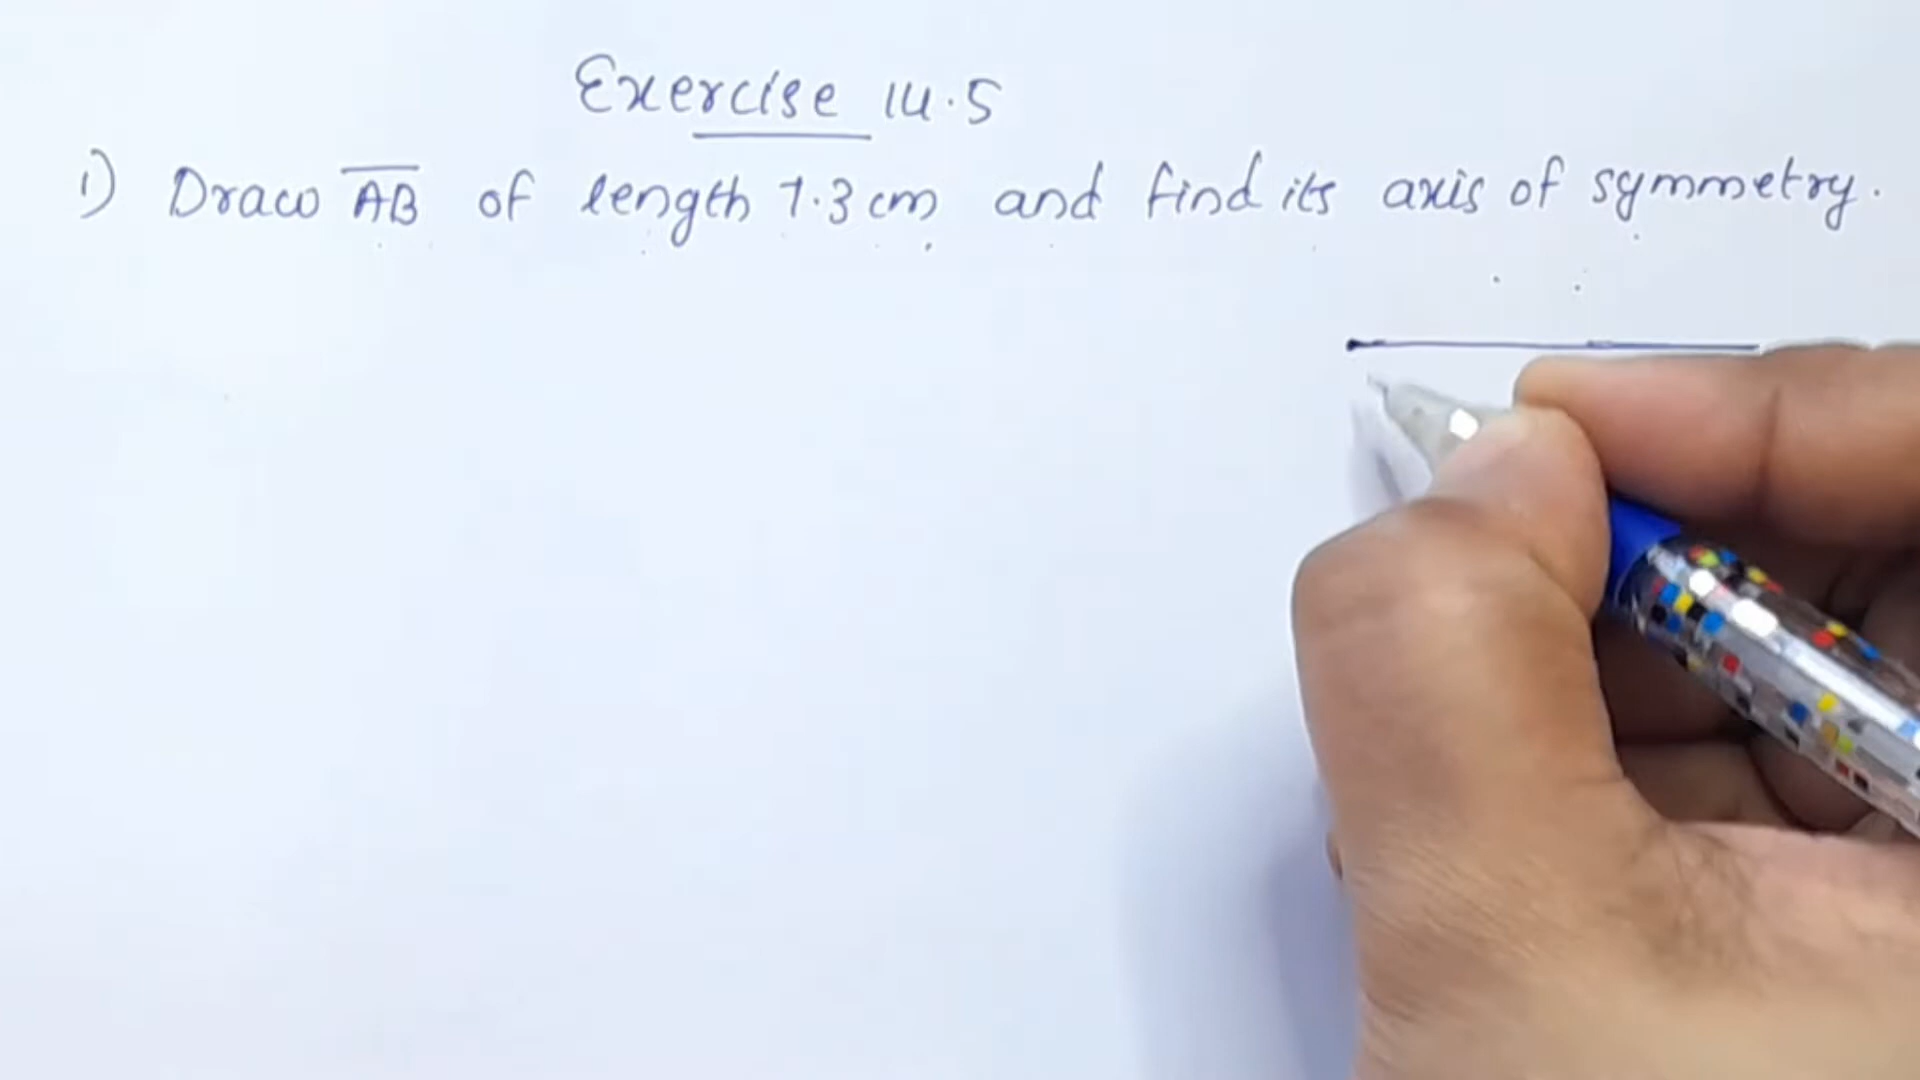 Exercise 14.5
1) Draw AB of length 7.3 cm and find its axis of symmetry.